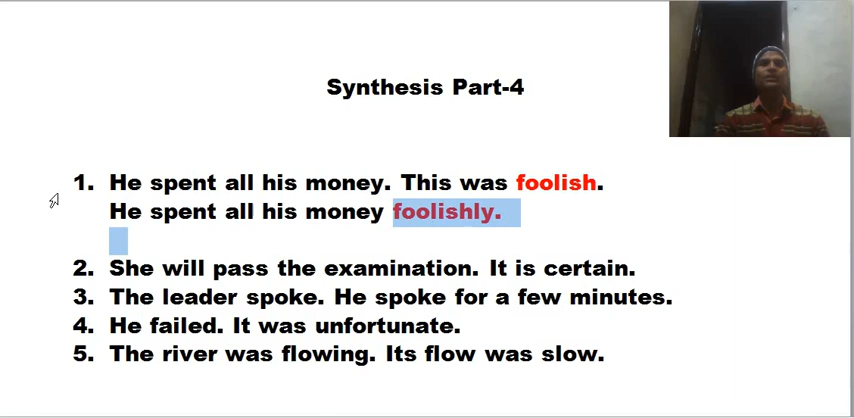 Synthesis Part-4
1. He spent all his money. This was foolish.
He spent all his money foolishly.
2. She will pass the examination. It is certain.
3. The leader spoke. He spoke for a few minutes.
4. He failed. It was unfortunate.
5. The river was flowing. Its flow was slow.